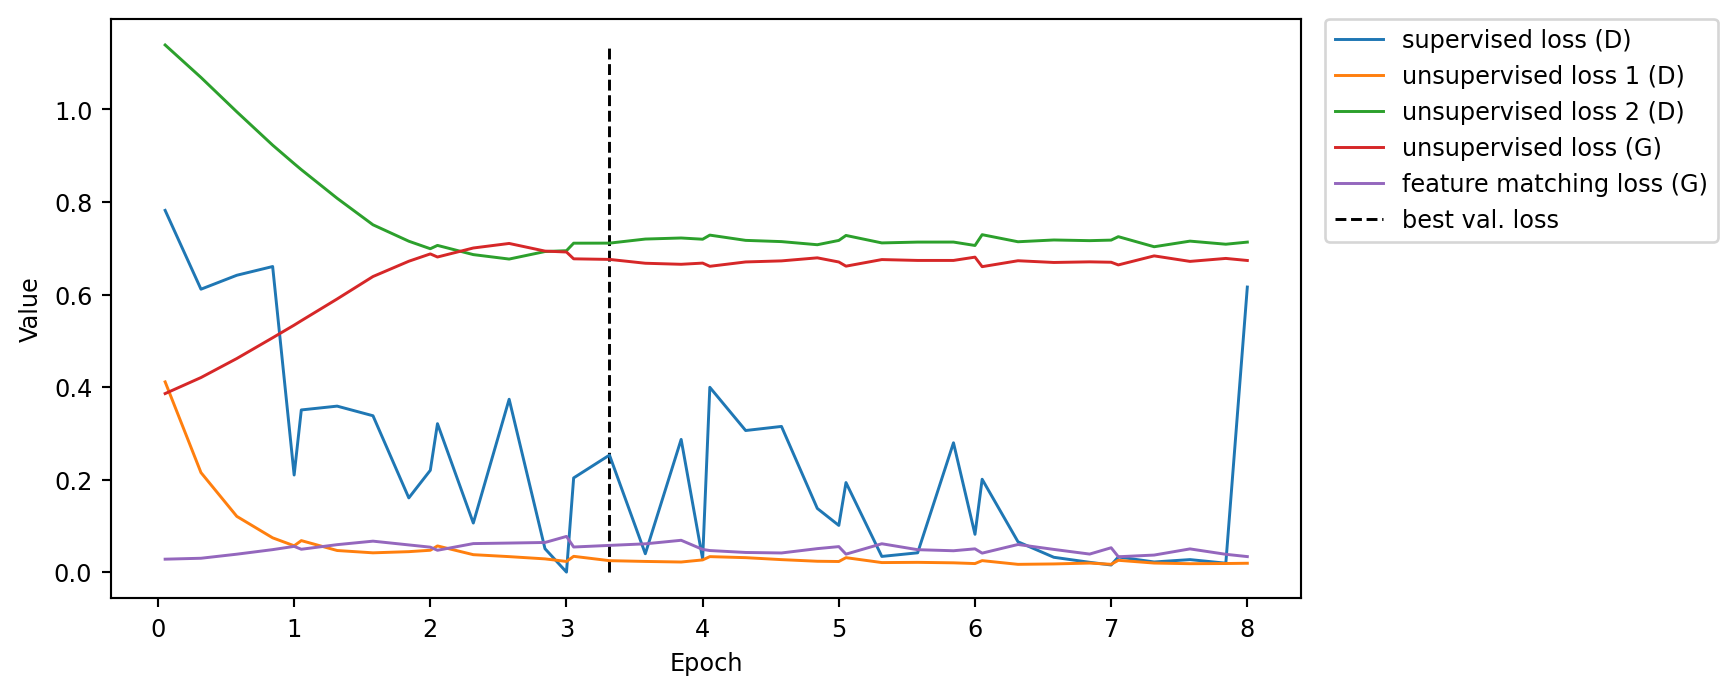 supervised loss (D)
unsupervised loss 1 (D)
unsupervised loss 2 (D)
unsupervised loss (G)
feature matching loss (G)
best val. loss
Value
1.0
0.8
0.6
0.4
0.2
0.0
0 1 2 3 4 5 6 7 8
Epoch